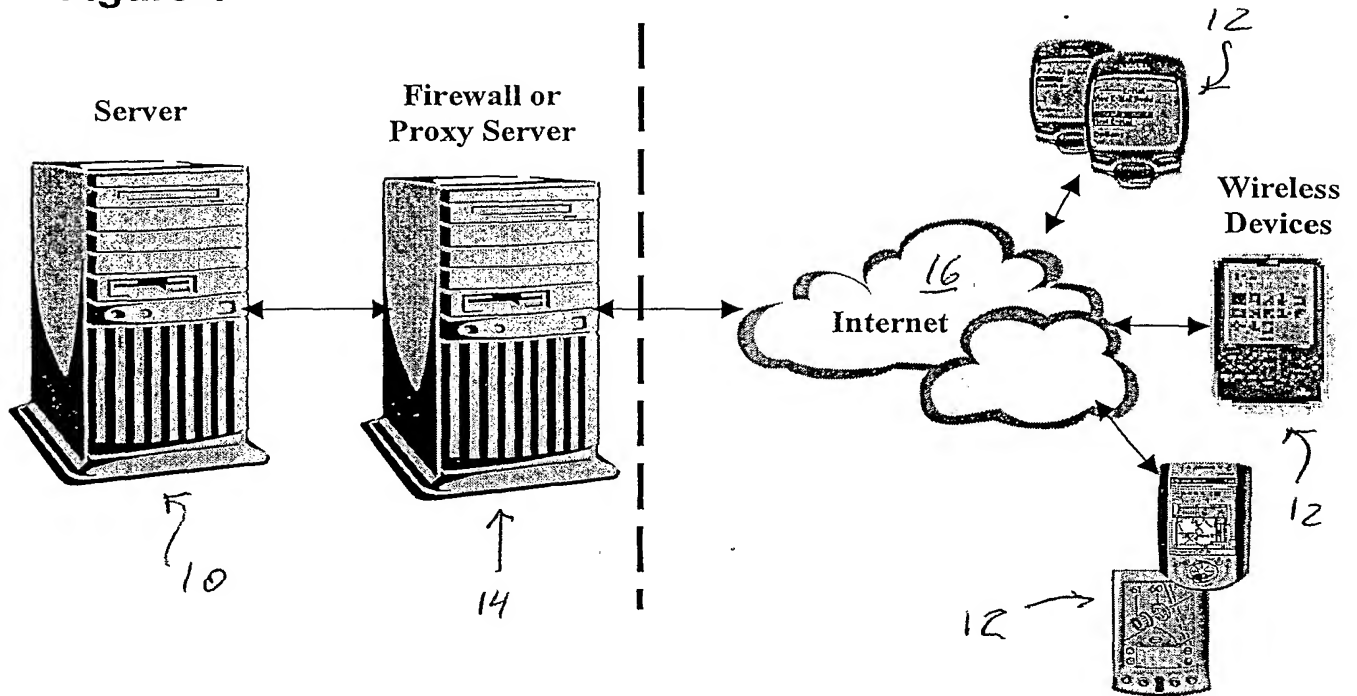 12
Server
Firewall or
Proxy Server
Wireless
Devices
16
Internet
12
10
14
12